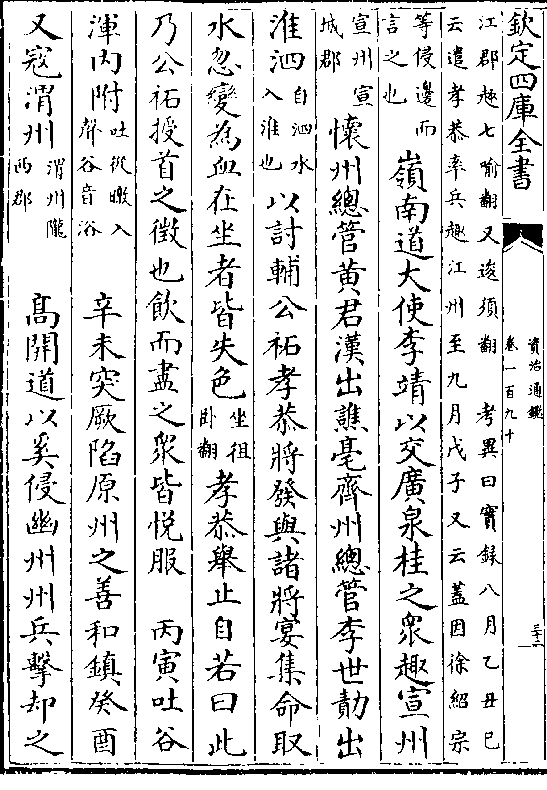 欽定四庫全書
資治通鑑
卷一百九十
三十二
江郡趣七喻翻又逡須翻 考異曰實録八月乙丑已
云遣孝恭率兵趣江州至九月戊子又云蓋因徐紹宗
等侵邊而
言之也
嶺南道大使李靖以交廣泉桂之衆趣宣州
宣州宣
城郡
懷州總管黄君漢出譙亳齊州總管李世勣出
淮泗
自泗水
入淮也
以討輔公祏孝恭將發與諸將宴集命取
水忽變為血在坐者皆失色
坐徂
卧翻
孝恭舉止自若曰此
乃公祏授首之徵也飲而盡之衆皆悦服 丙寅吐谷
渾内附
吐從暾入
聲谷音浴
辛未突厥陷原州之善和鎮癸酉
又寇渭州
渭州隴
西郡
高開道以奚侵幽州州兵擊却之